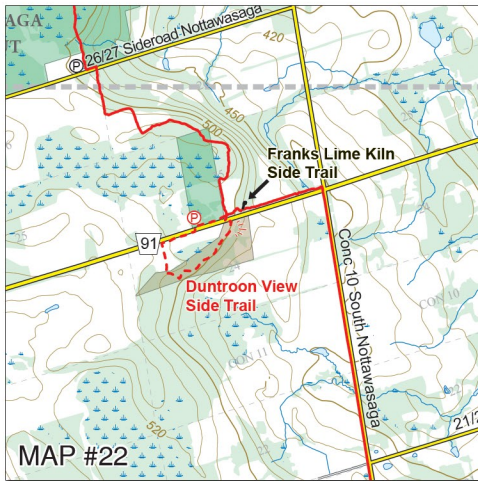 AGA
26/27 Sideroad Nottawasaga
P
420
450
500
Franks Lime Kiln
Side Trail
P
91
Duntroon View
Side Trail
Conc 10 South Nottawasaga
CON 10
CON 11
22
520
21/2
MAP #22